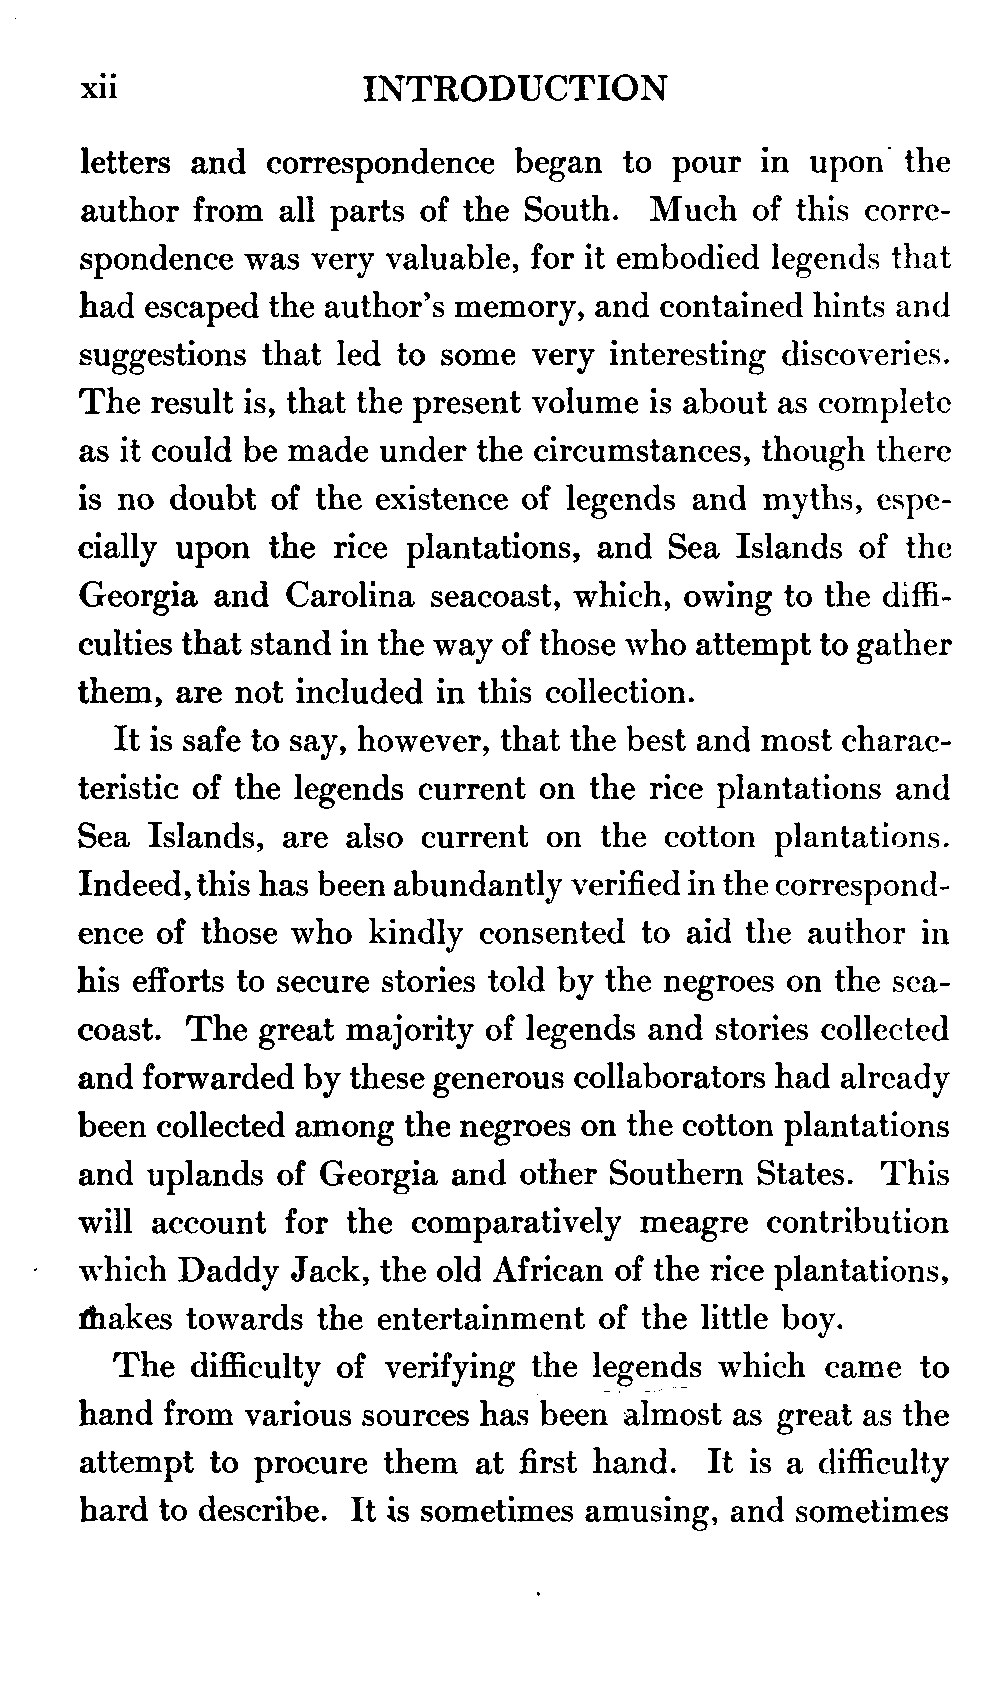 xii INTRODUCTION
letters and correspondence began to pour in upon the
author from all parts of the South. Much of this corre-
spondence was very valuable, for it embodied legends that
had escaped the author's memory, and contained hints and
suggestions that led to some very interesting discoveries.
The result is, that the present volume is about as complete
as it could be made under the circumstances, though there
is no doubt of the existence of legends and myths, espe-
cially upon the rice plantations, and Sea Islands of the
Georgia and Carolina seacoast, which, owing to the diffi-
culties that stand in the way of those who attempt to gather
them, are not included in this collection.
It is safe to say, however, that the best and most charac-
teristic of the legends current on the rice plantations and
Sea Islands, are also current on the cotton plantations.
Indeed, this has been abundantly verified in the correspond-
ence of those who kindly consented to aid the author in
his efforts to secure stories told by the negroes on the sea-
coast. The great majority of legends and stories collected
and forwarded by these generous collaborators had already
been collected among the negroes on the cotton plantations
and uplands of Georgia and other Southern States. This
will account for the comparatively meagre contribution
which Daddy Jack, the old African of the rice plantations,
makes towards the entertainment of the little boy.
The difficulty of verifying the legends which came to
hand from various sources has been almost as great as the
attempt to procure them at first hand. It is a difficulty
hard to describe. It is sometimes amusing, and sometimes